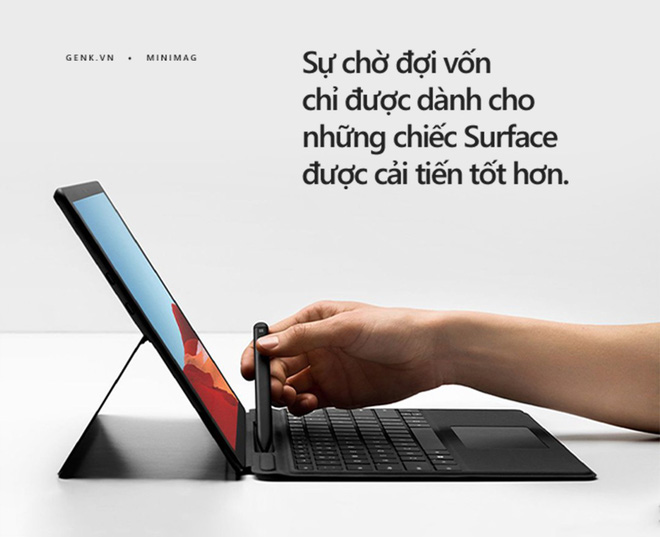 GENK.VN • MINIMAG
Sự chờ đợi vốn
chỉ được dành cho
những chiếc Surface
được cải tiến tốt hơn.